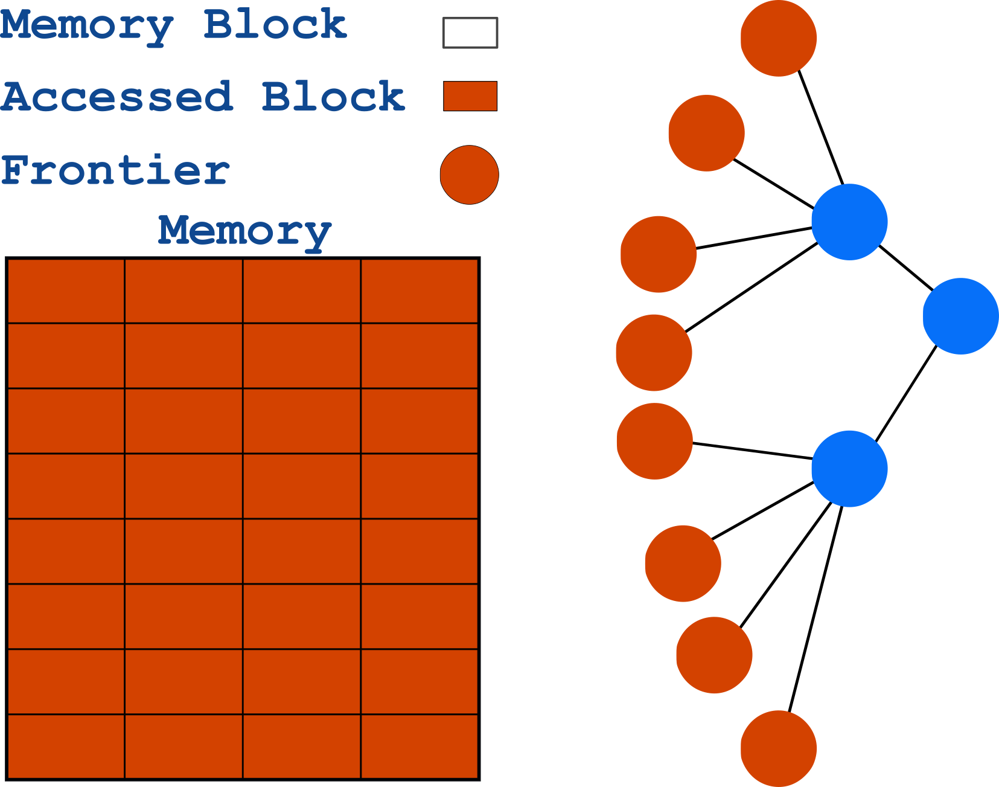 Memory Block
Accessed Block
Frontier
Memory